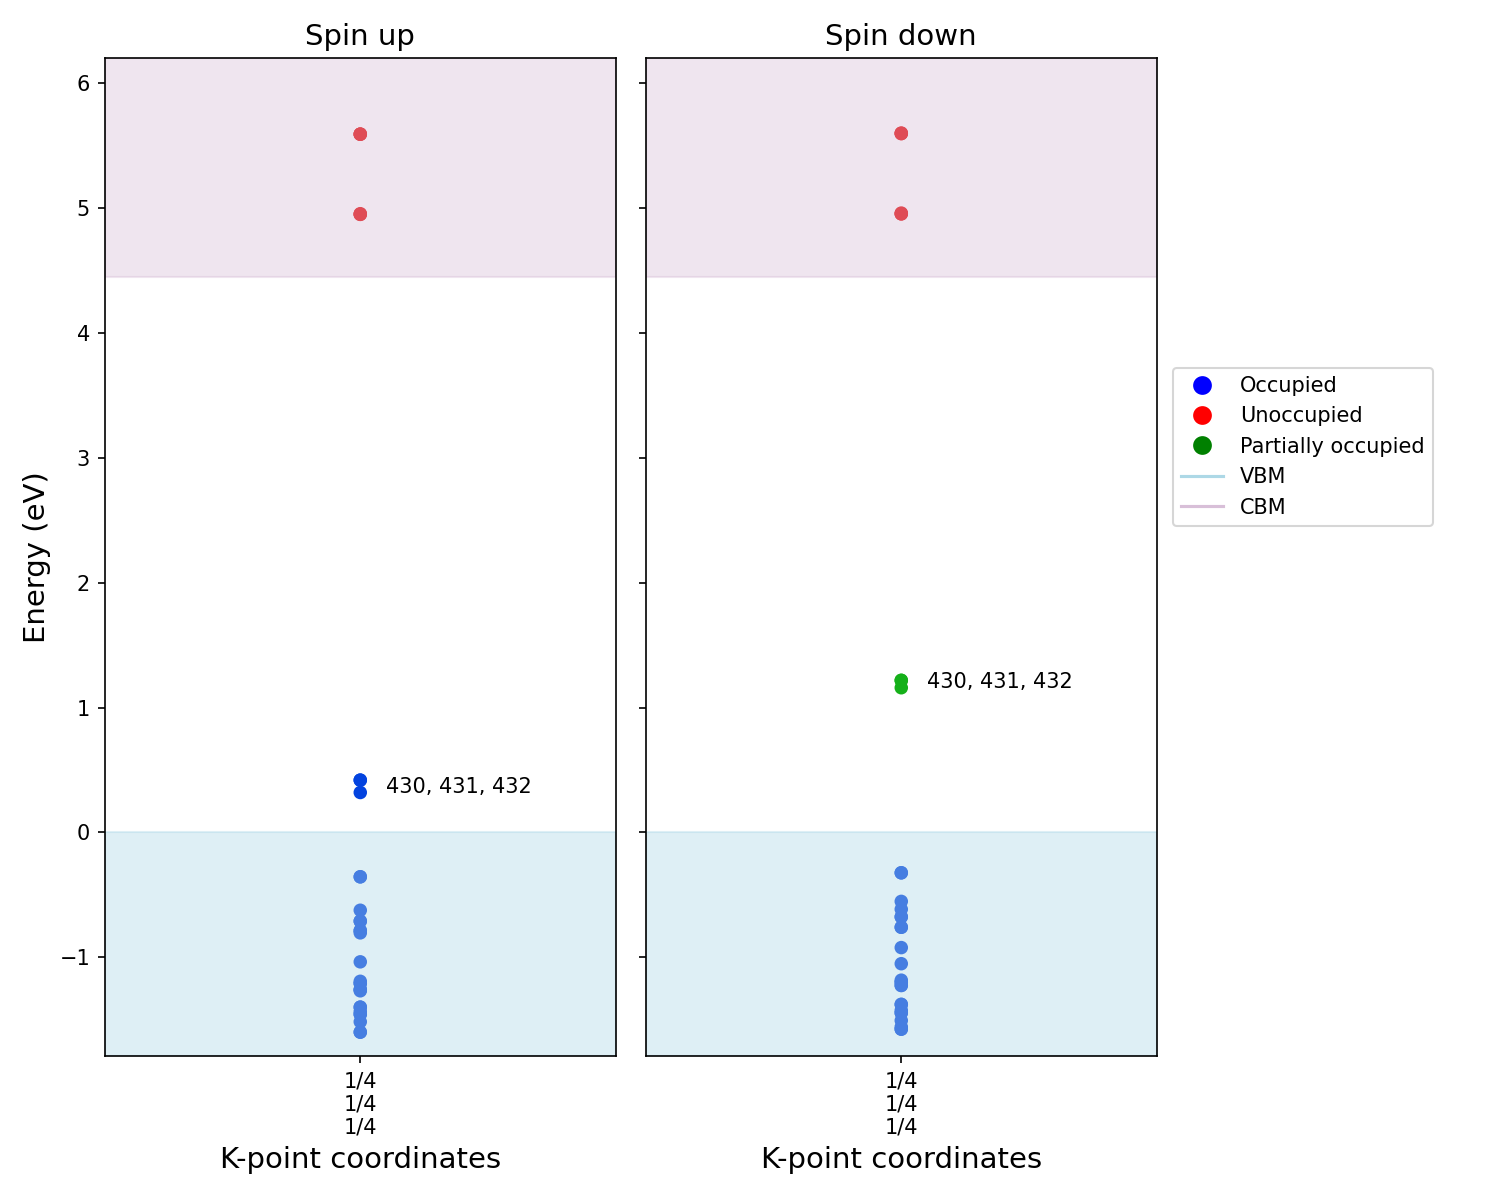 Spin up
Spin down
Energy (eV)
6
5
4
3
2
1
0
−1
430, 431, 432
430, 431, 432
1/4
1/4
1/4
1/4
1/4
1/4
K-point coordinates
K-point coordinates
Occupied
Unoccupied
Partially occupied
VBM
CBM